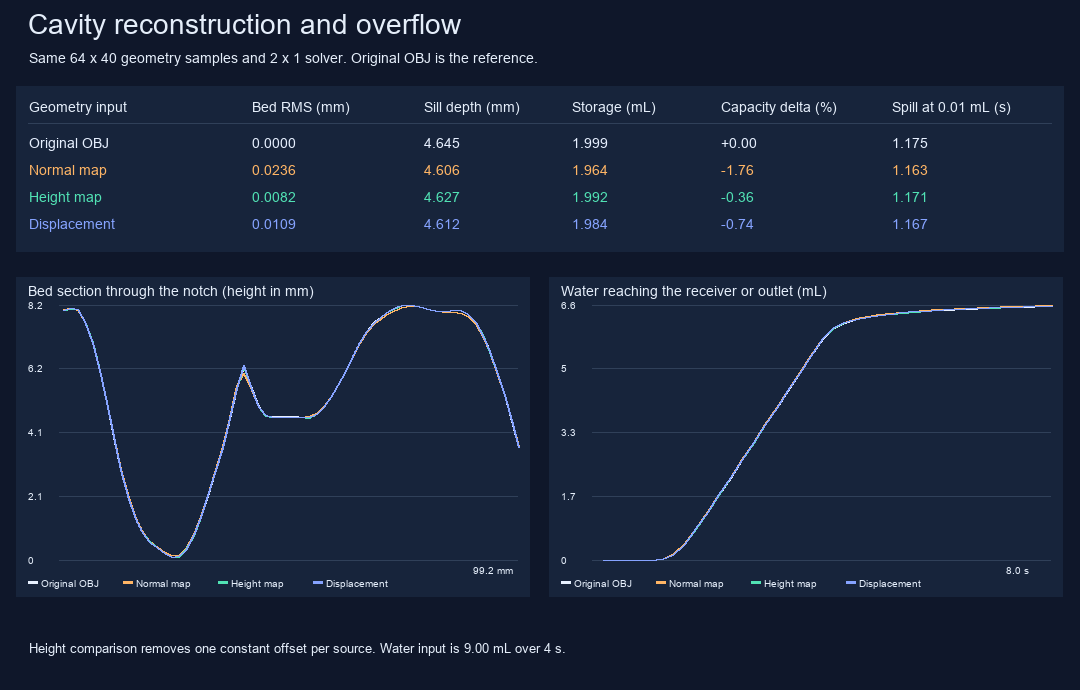 Cavity reconstruction and overflow
Same 64 x 40 geometry samples and 2 x 1 solver. Original OBJ is the reference.
Geometry input Bed RMS (mm) Sill depth (mm) Storage (mL) Capacity delta (%) Spill at 0.01 mL (s)
Original OBJ 0.0000 4.645 1.999 +0.00 1.175
Normal map 0.0236 4.606 1.964 -1.76 1.163
Height map 0.0082 4.627 1.992 -0.36 1.171
Displacement 0.0109 4.612 1.984 -0.74 1.167
Bed section through the notch (height in mm)
8.2
6.2
4.1
2.1
0
99.2 mm
Original OBJ Normal map Height map Displacement
Water reaching the receiver or outlet (mL)
6.6
5
3.3
1.7
0
8.0 s
Original OBJ Normal map Height map Displacement
Height comparison removes one constant offset per source. Water input is 9.00 mL over 4 s.